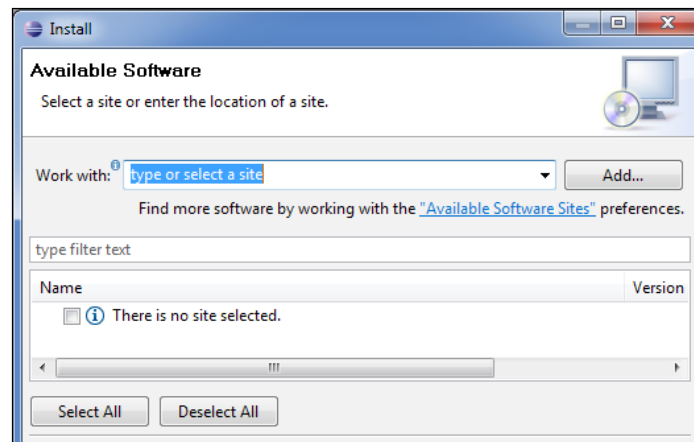 Install
Available Software
Select a site or enter the location of a site.
Work with: type or select a site Add...
Find more software by working with the "Available Software Sites" preferences.
type filter text
Name Version
There is no site selected.
Select All Deselect All